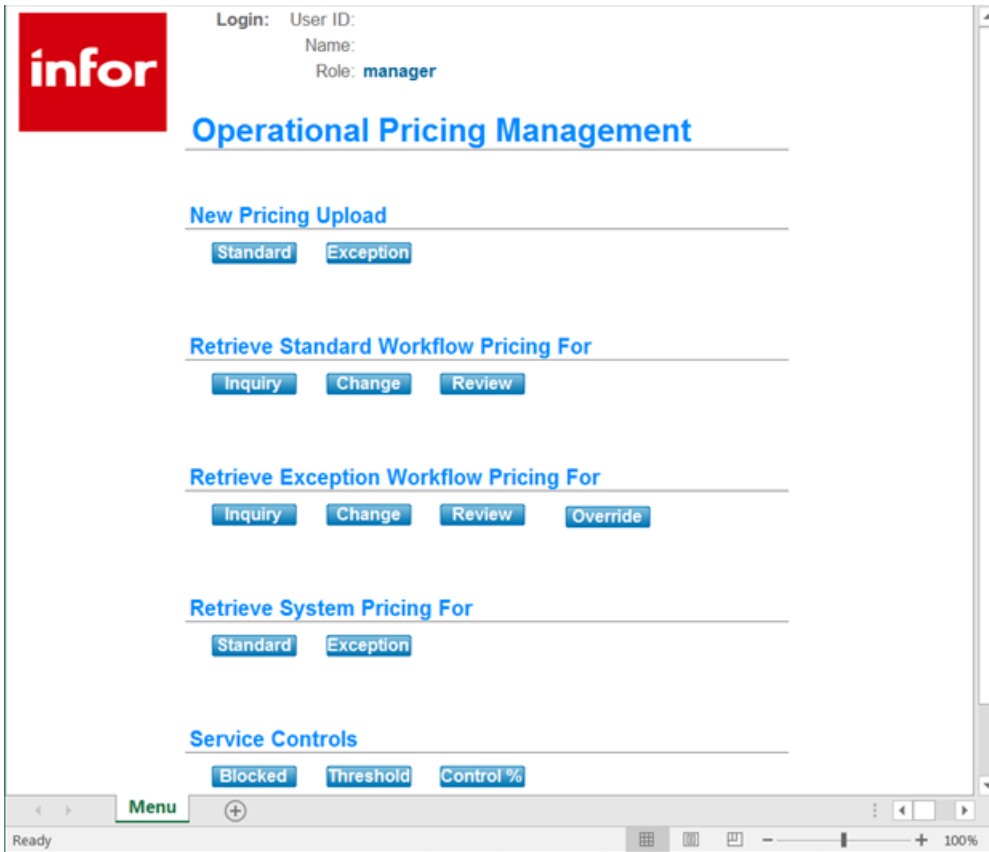 infor
Login: User ID:
Name:
Role: manager
Operational Pricing Management
New Pricing Upload
Standard Exception
Retrieve Standard Workflow Pricing For
Inquiry Change Review
Retrieve Exception Workflow Pricing For
Inquiry Change Review Override
Retrieve System Pricing For
Standard Exception
Service Controls
Blocked Threshold Control %
Menu
Ready 100%